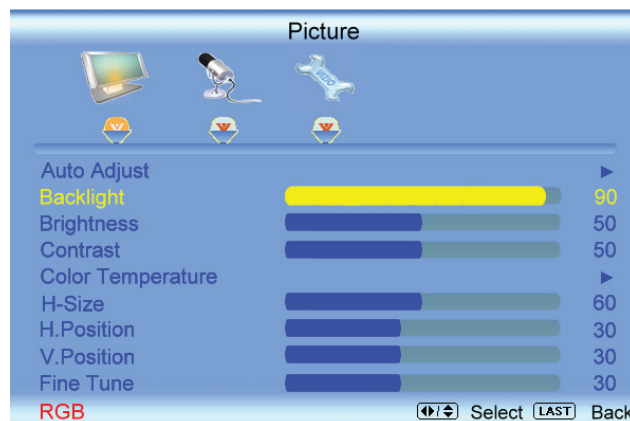 Picture
VIZIO
Auto Adjust
Backlight 90
Brightness 50
Contrast 50
Color Temperature
H-Size 60
H.Position 30
V.Position 30
Fine Tune 30
RGB Select LAST Back